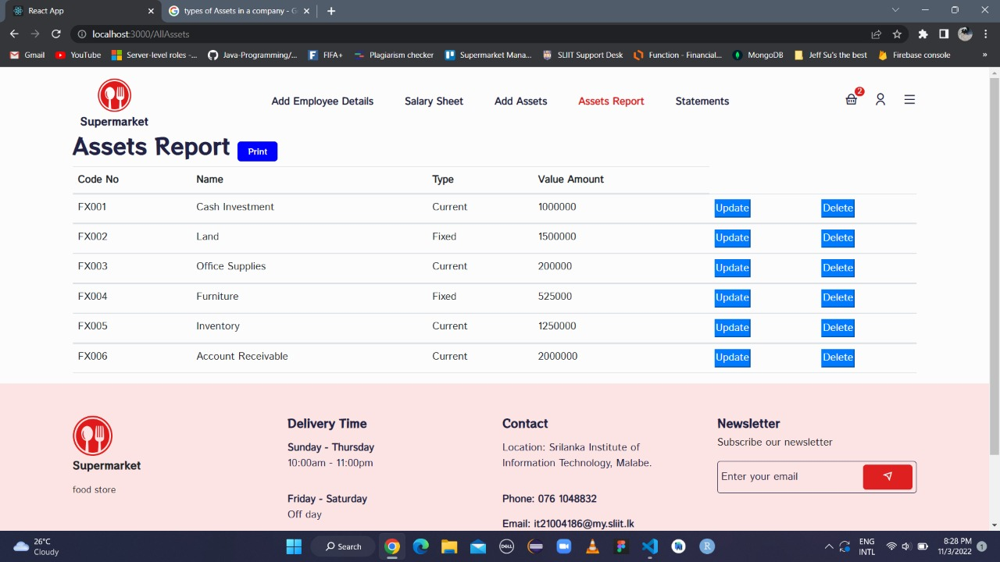 React App
types of Assets in a company - G
localhost:3000/AllAssets
Gmail
YouTube
Server-level roles -...
Java-Programming/...
FIFA+
Plagiarism checker
Supermarket Mana...
SLIIT Support Desk
Function - Financial...
MongoDB
Jeff Su's the best
Firebase console
»
Supermarket
Add Employee Details
Salary Sheet
Add Assets
Assets Report
Statements
2
Assets Report
Print
Code No Name Type Value Amount
FX001 Cash Investment Current 1000000 Update Delete
FX002 Land Fixed 1500000 Update Delete
FX003 Office Supplies Current 200000 Update Delete
FX004 Furniture Fixed 525000 Update Delete
FX005 Inventory Current 1250000 Update Delete
FX006 Account Receivable Current 2000000 Update Delete
Supermarket
food store
Delivery Time
Sunday - Thursday
10:00am - 11:00pm
Friday - Saturday
Off day
Contact
Location: Srilanka Institute of
Information Technology, Malabe.
Phone: 076 1048832
Email: it21004186@my.sliit.lk
Newsletter
Subscribe our newsletter
Enter your email
26°C
Cloudy
Search
DELL
R
ENG
INTL
8:28 PM
11/3/2022
1